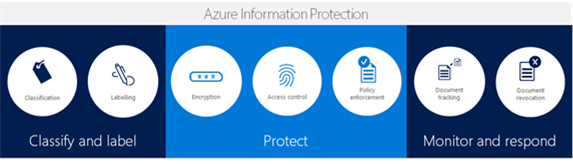 Azure Information Protection
Classification
Labelling
Encryption
Access control
Policy
enforcement
Document
tracking
Document
revocation
Classify and label
Protect
Monitor and respond